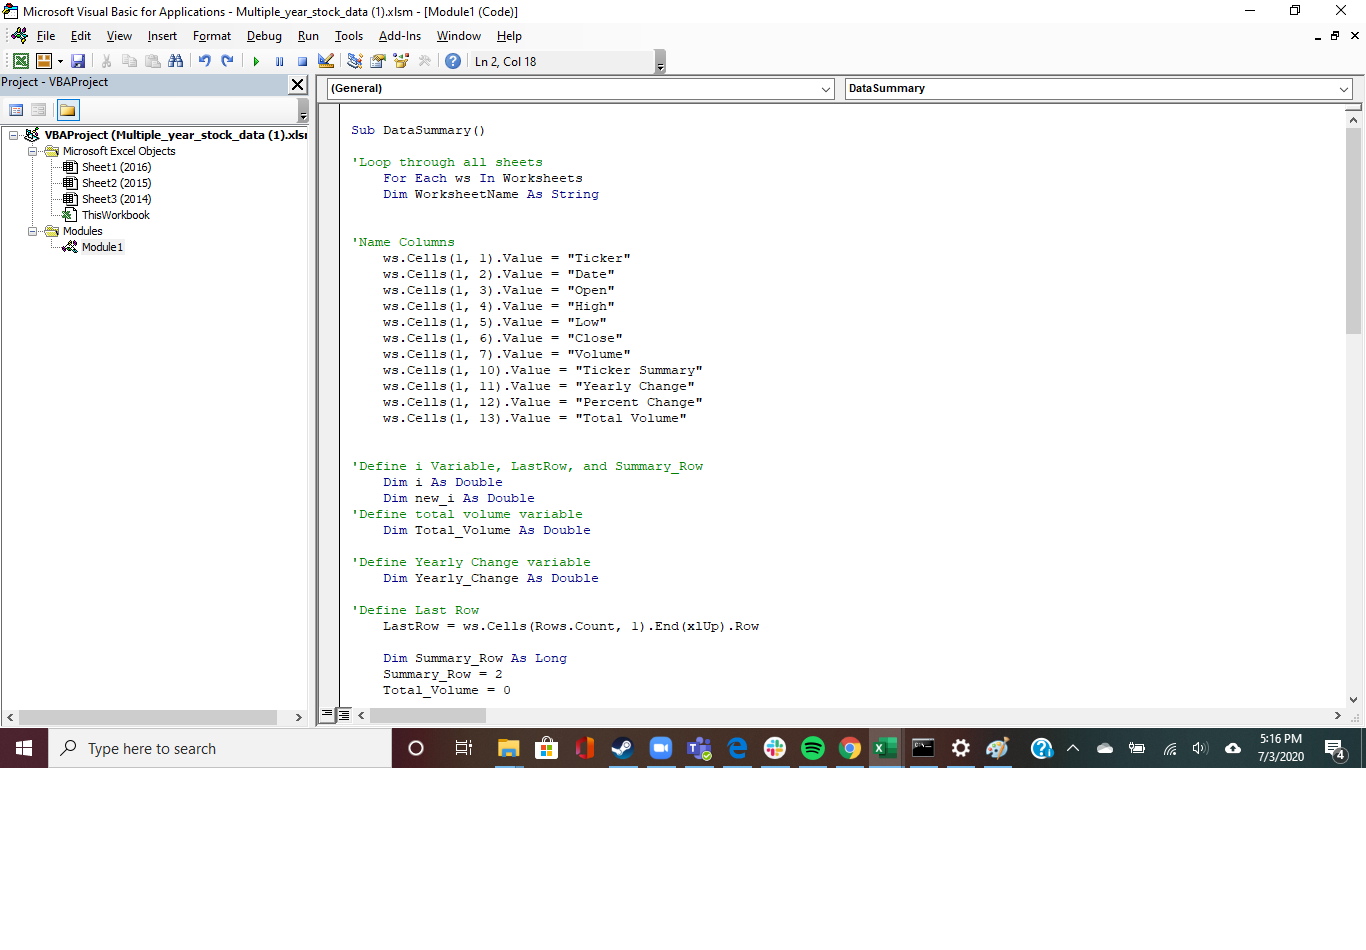 Microsoft Visual Basic for Applications - Multiple_year_stock_data (1).xlsm - [Module1 (Code)]
File Edit View Insert Format Debug Run Tools Add-Ins Window Help
Ln 2, Col 18
Project - VBAProject
(General)
DataSummary
VBAProject (Multiple_year_stock_data (1).xlsm
Microsoft Excel Objects
Sheet1 (2016)
Sheet2 (2015)
Sheet3 (2014)
ThisWorkbook
Modules
Module1
Sub DataSummary()
'Loop through all sheets
For Each ws In Worksheets
Dim WorksheetName As String
'Name Columns
ws.Cells(1, 1).Value = "Ticker"
ws.Cells(1, 2).Value = "Date"
ws.Cells(1, 3).Value = "Open"
ws.Cells(1, 4).Value = "High"
ws.Cells(1, 5).Value = "Low"
ws.Cells(1, 6).Value = "Close"
ws.Cells(1, 7).Value = "Volume"
ws.Cells(1, 10).Value = "Ticker Summary"
ws.Cells(1, 11).Value = "Yearly Change"
ws.Cells(1, 12).Value = "Percent Change"
ws.Cells(1, 13).Value = "Total Volume"
'Define i Variable, LastRow, and Summary_Row
Dim i As Double
Dim new_i As Double
'Define total volume variable
Dim Total_Volume As Double
'Define Yearly Change variable
Dim Yearly_Change As Double
'Define Last Row
LastRow = ws.Cells(Rows.Count, 1).End(xlUp).Row
Dim Summary_Row As Long
Summary_Row = 2
Total_Volume = 0
Type here to search
5:16 PM
7/3/2020
4